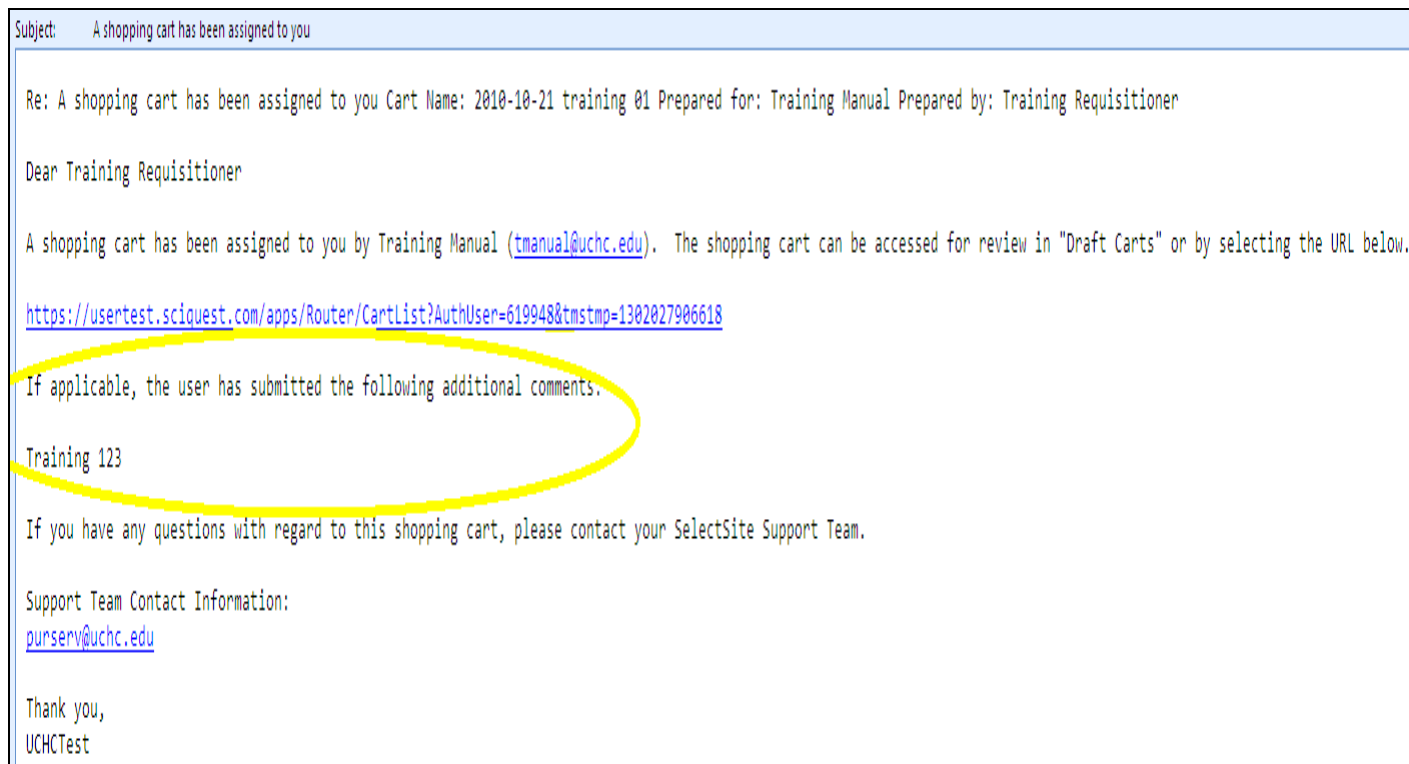 Subject: A shopping cart has been assigned to you
Re: A shopping cart has been assigned to you Cart Name: 2010-10-21 training 01 Prepared for: Training Manual Prepared by: Training Requisitioner
Dear Training Requisitioner
A shopping cart has been assigned to you by Training Manual (tmanual@uchc.edu).  The shopping cart can be accessed for review in "Draft Carts" or by selecting the URL below.
https://usertest.sciquest.com/apps/Router/CartList?AuthUser=619948&tmstmp=1302027906618
If applicable, the user has submitted the following additional comments.
Training 123
If you have any questions with regard to this shopping cart, please contact your SelectSite Support Team.
Support Team Contact Information:
purserv@uchc.edu
Thank you,
UCHCTest